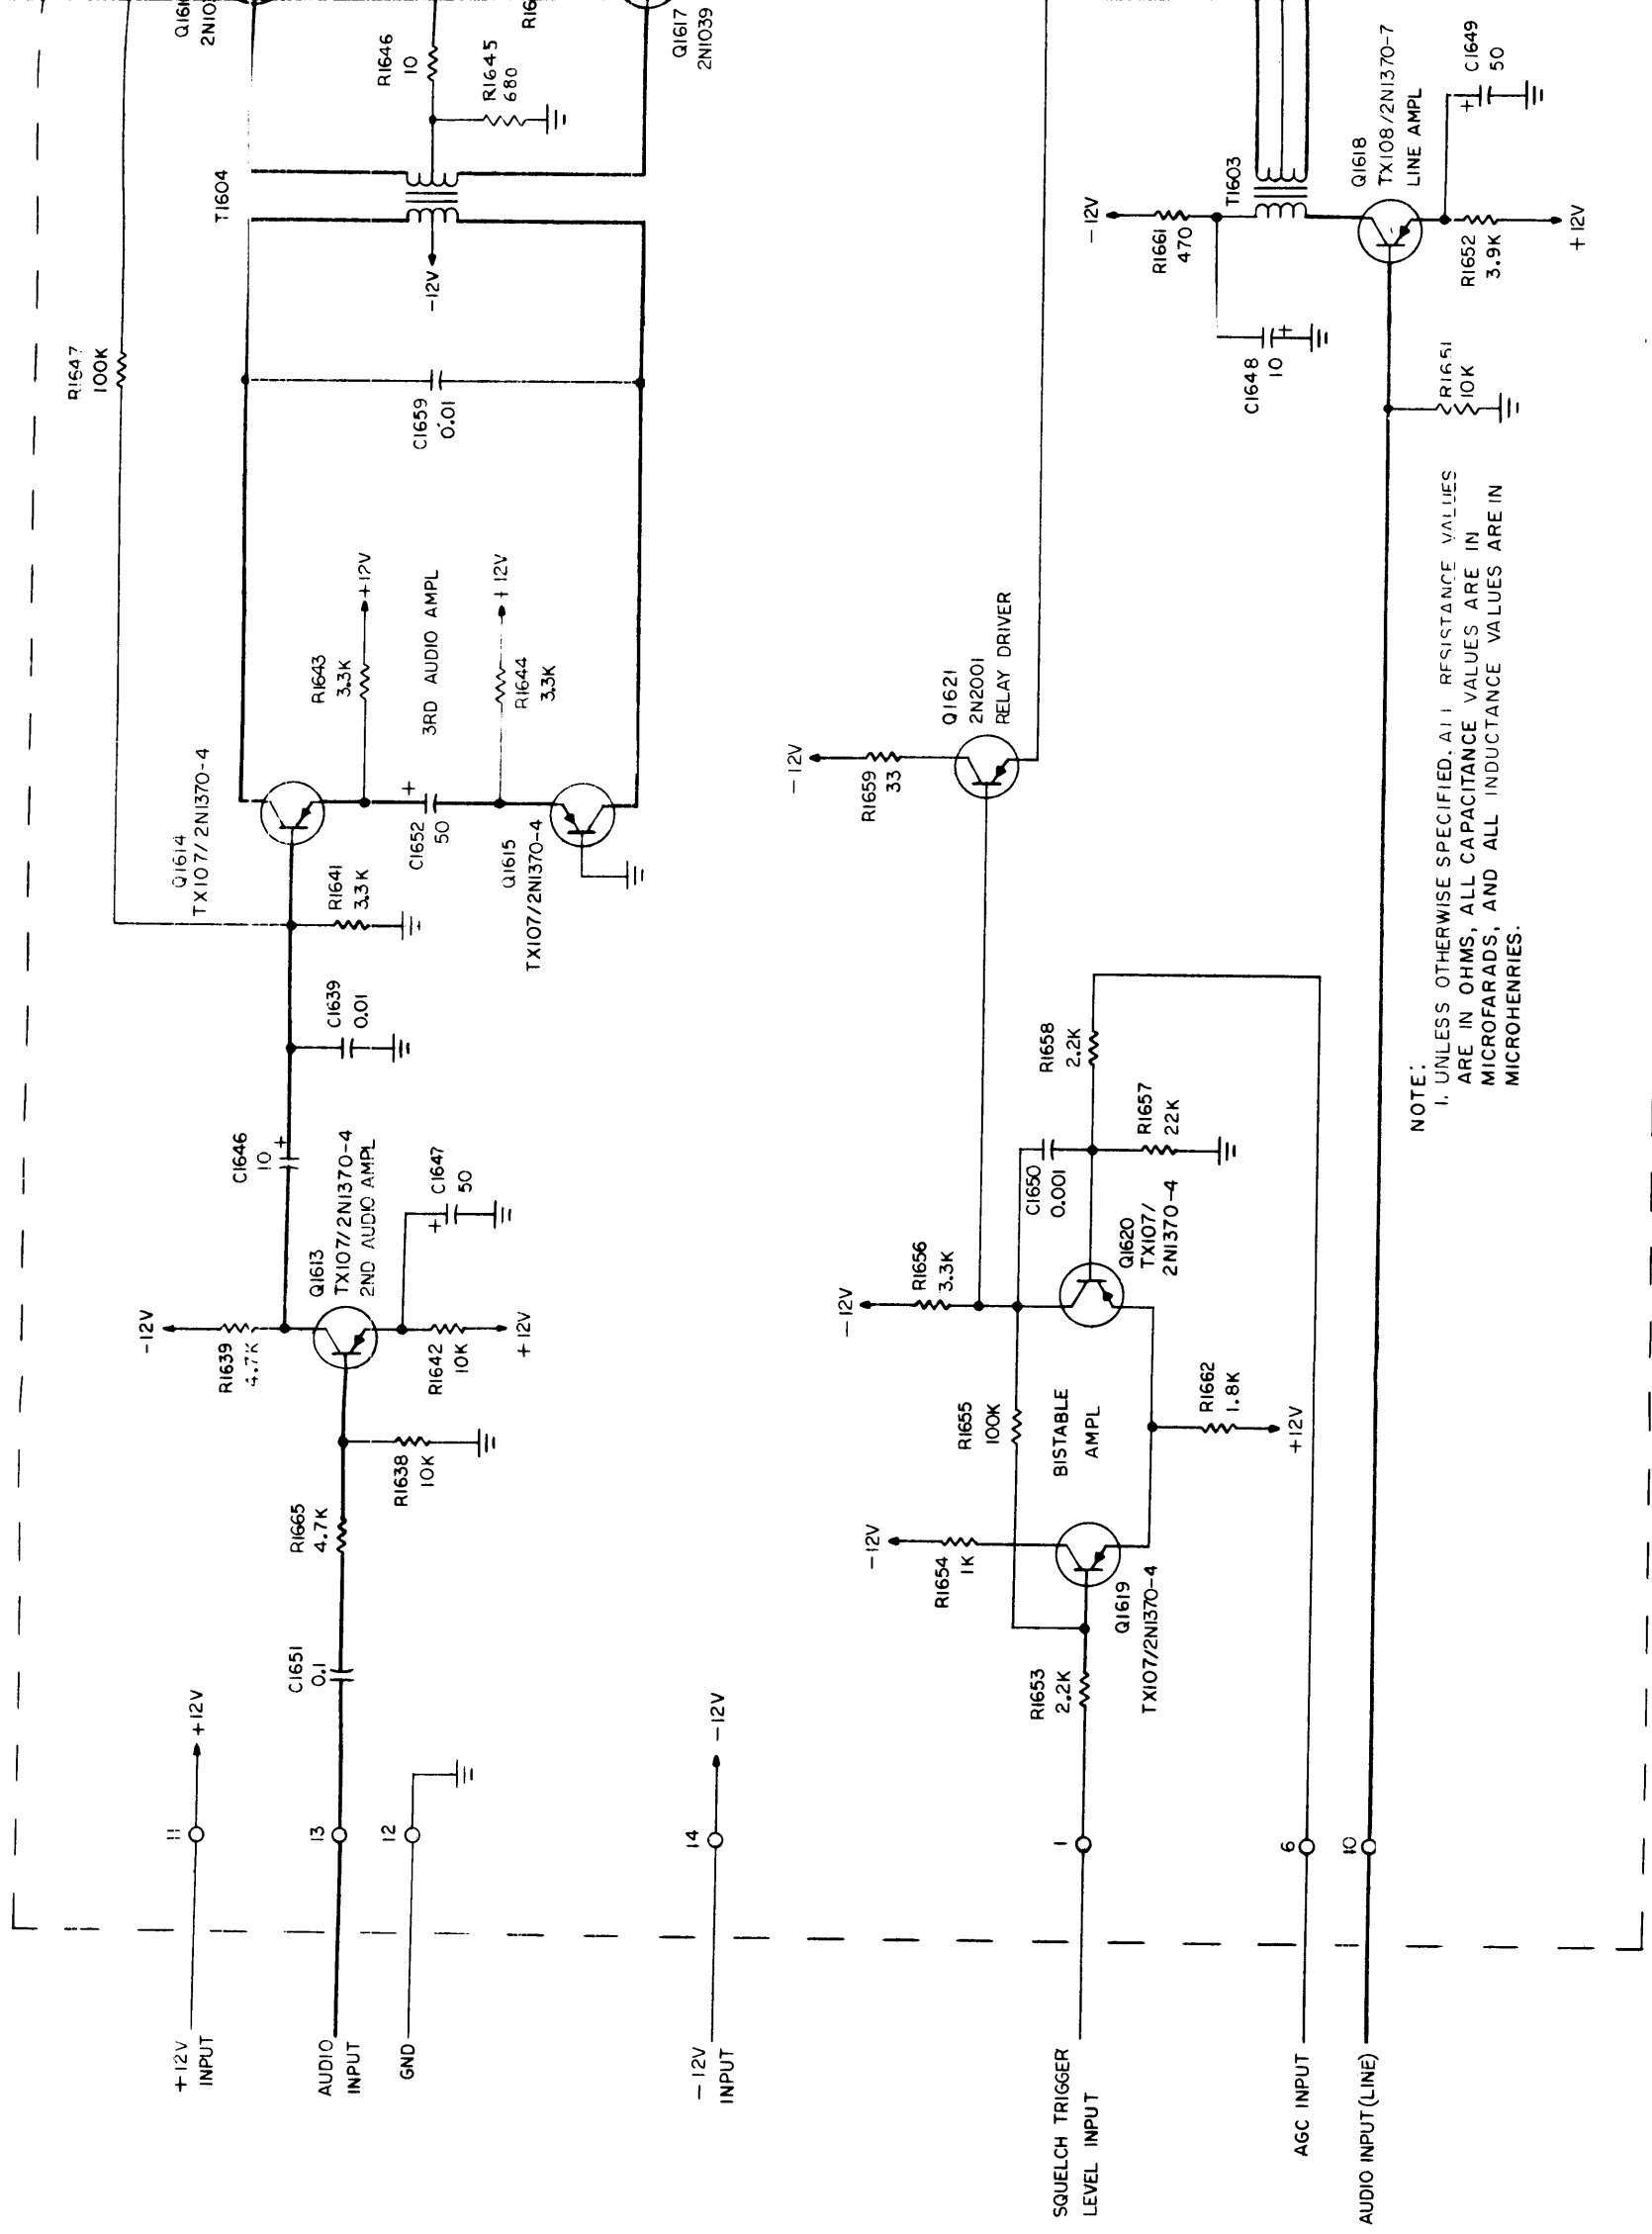 +12V
INPUT
11
+12V
AUDIO
INPUT
13
C1651
0.1
R1665
4.7K
R1638
10K
GND
12
-12V
R1639
4.7K
Q1613
TX107/2N1370-4
2ND AUDIO AMPL
R1642
10K
+12V
C1647
50
+
C1646
10
+
C1639
0.01
R1641
3.3K
Q1614
TX107/2N1370-4
R1647
100K
R1643
3.3K
+12V
C1652
50
+
3RD AUDIO AMPL
R1644
3.3K
+12V
Q1615
TX107/2N1370-4
C1659
0.01
T1604
-12V
R1646
10
R1645
680
2N10
Q1617
2N1039
-12V
INPUT
14
-12V
SQUELCH TRIGGER
LEVEL INPUT
1
R1653
2.2K
Q1619
TX107/2N1370-4
-12V
R1654
1K
R1655
100K
BISTABLE
AMPL
R1662
1.8K
+12V
-12V
R1656
3.3K
Q1620
TX107/
2N1370-4
C1650
0.001
R1657
22K
R1658
2.2K
-12V
R1659
33
Q1621
2N2001
RELAY DRIVER
AGC INPUT
6
AUDIO INPUT (LINE)
10
R1651
10K
C1648
10
+
-12V
R1661
470
T1603
Q1618
TX108/2N1370-7
LINE AMPL
R1652
3.9K
+12V
C1649
50
+
NOTE:
1. UNLESS OTHERWISE SPECIFIED. ALL RESISTANCE VALUES
ARE IN OHMS, ALL CAPACITANCE VALUES ARE IN
MICROFARADS, AND ALL INDUCTANCE VALUES ARE IN
MICROHENRIES.